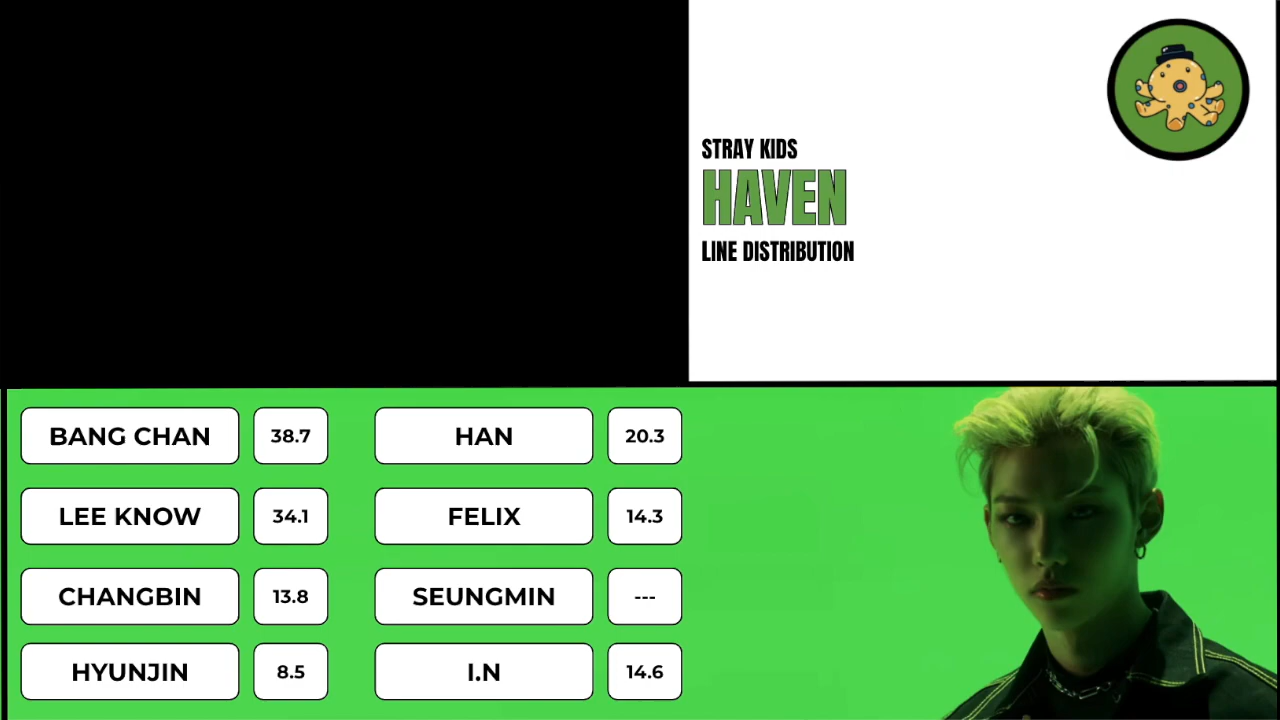 STRAY KIDS
HAVEN
LINE DISTRIBUTION
BANG CHAN 38.7 HAN 20.3
LEE KNOW 34.1 FELIX 14.3
CHANGBIN 13.8 SEUNGMIN ---
HYUNJIN 8.5 I.N 14.6